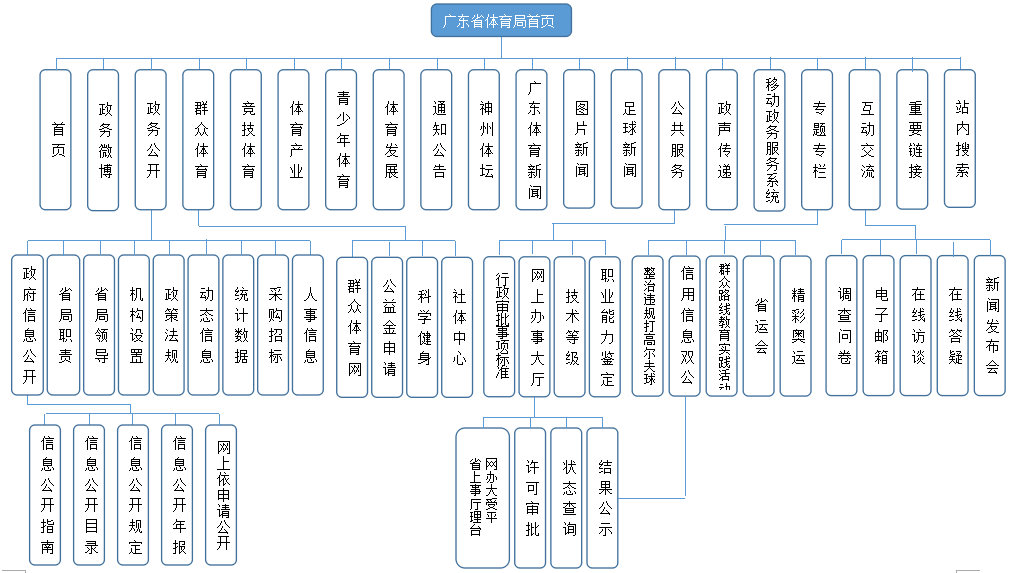 广东省体育局首页
首页
政务微博
政务公开
群众体育
竞技体育
体育产业
青少年体育
体育发展
通知公告
神州体坛
广东体育新闻
图片新闻
足球新闻
公共服务
政声传递
移动政务服务系统
专题专栏
互动交流
重要链接
站内搜索
政府信息公开
省局职责
省局领导
机构设置
政策法规
动态信息
统计数据
采购招标
人事信息
群众体育网
公益金申请
科学健身
社体中心
行政审批事项标准
网上办事大厅
技术等级
职业能力鉴定
整治违规打高尔夫球
信用信息双公
群众路线教育实践活动
省运会
精彩奥运
调查问卷
电子邮箱
在线访谈
在线答疑
新闻发布会
信息公开指南
信息公开目录
信息公开规定
信息公开年报
网上依申请公开
省网
上办
事大
厅受
理平
台
许可审批
状态查询
结果公示